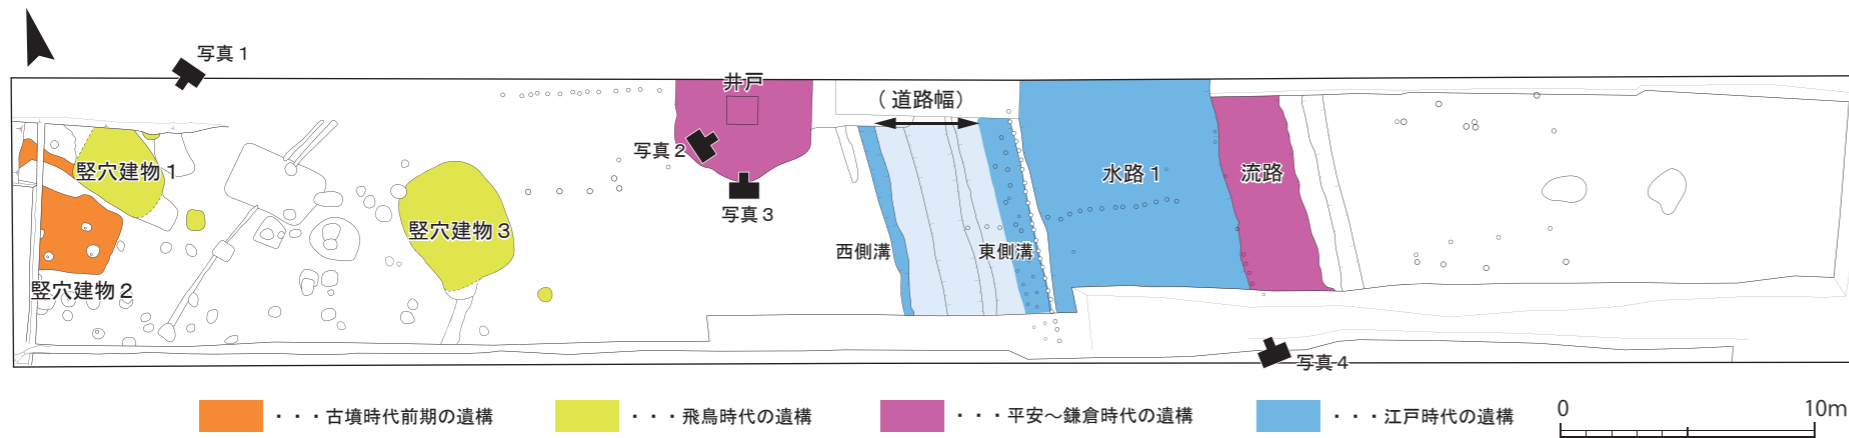 写真１
井戸
（道路幅）
写真２
竪穴建物１
水路１
流路
写真３
竪穴建物３
西側溝
東側溝
竪穴建物２
写真４
・・・古墳時代前期の遺構
・・・飛鳥時代の遺構
・・・平安～鎌倉時代の遺構
・・・江戸時代の遺構
0
10m